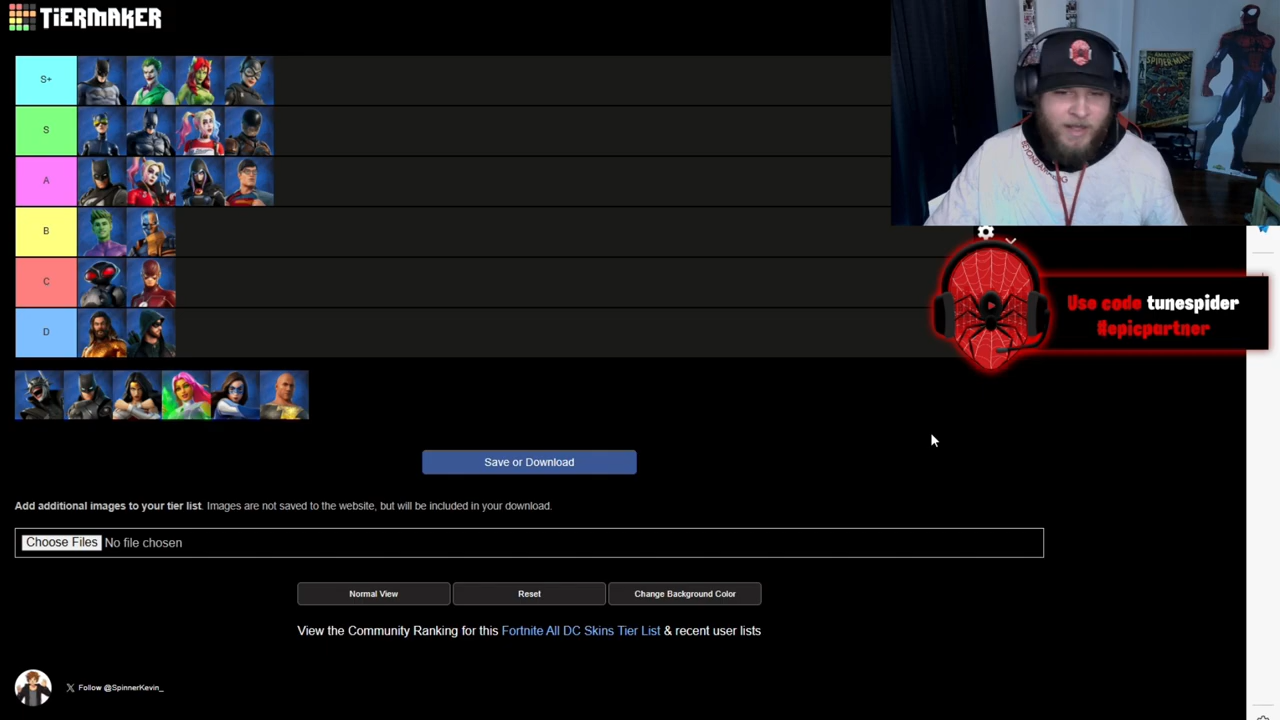 TiERMAKER
S+
S
A
B
C
D
Use code tunespider
#epicpartner
Save or Download
Add additional images to your tier list. Images are not saved to the website, but will be included in your download.
Choose Files No file chosen
Normal View
Reset
Change Background Color
View the Community Ranking for this Fortnite All DC Skins Tier List & recent user lists
X Follow @SpinnerKevin_